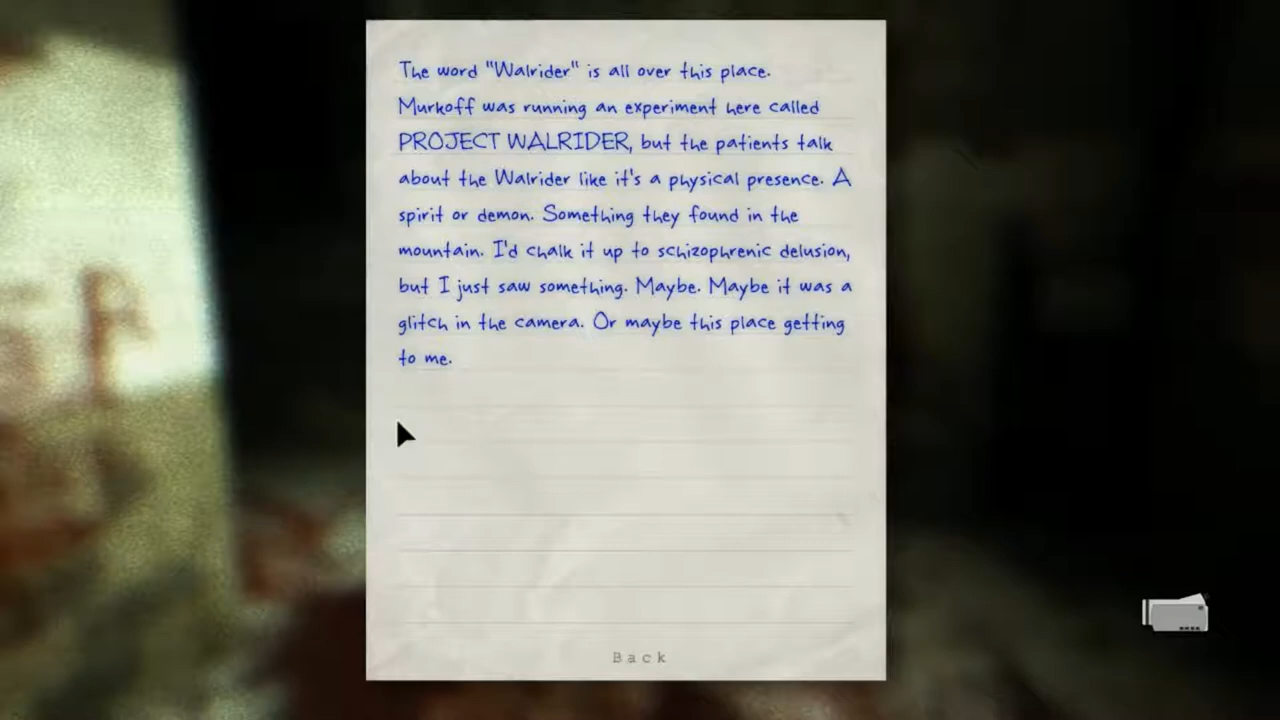 The word "Walrider" is all over this place.
Murkoff was running an experiment here called
PROJECT WALRIDER, but the patients talk
about the Walrider like it's a physical presence. A
spirit or demon. Something they found in the
mountain. I'd chalk it up to schizophrenic delusion,
but I just saw something. Maybe. Maybe it was a
glitch in the camera. Or maybe this place getting
to me.
Back